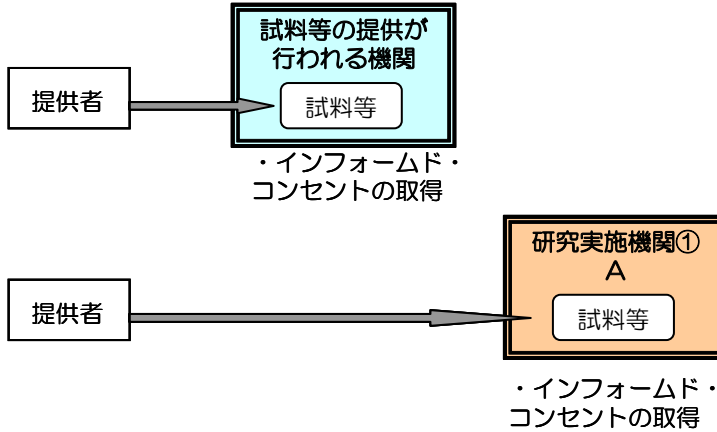 試料等の提供が
行われる機関
提供者
試料等
・インフォームド・
コンセントの取得
研究実施機関①
A
提供者
試料等
・インフォームド・
コンセントの取得